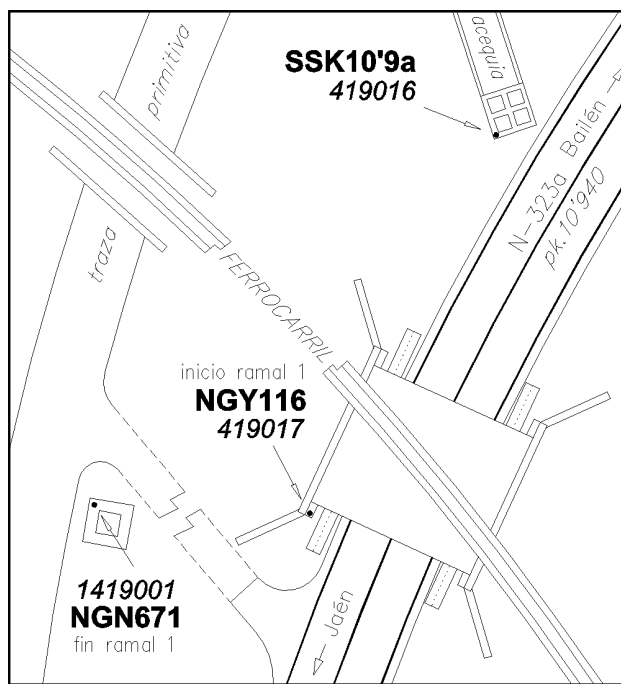 primitiva
traza
SSK10'9a
419016
acequia
N-323a Bailén
pk.10'940
FERROCARRIL
inicio ramal 1
NGY116
419017
1419001
NGN671
fin ramal 1
Jaén